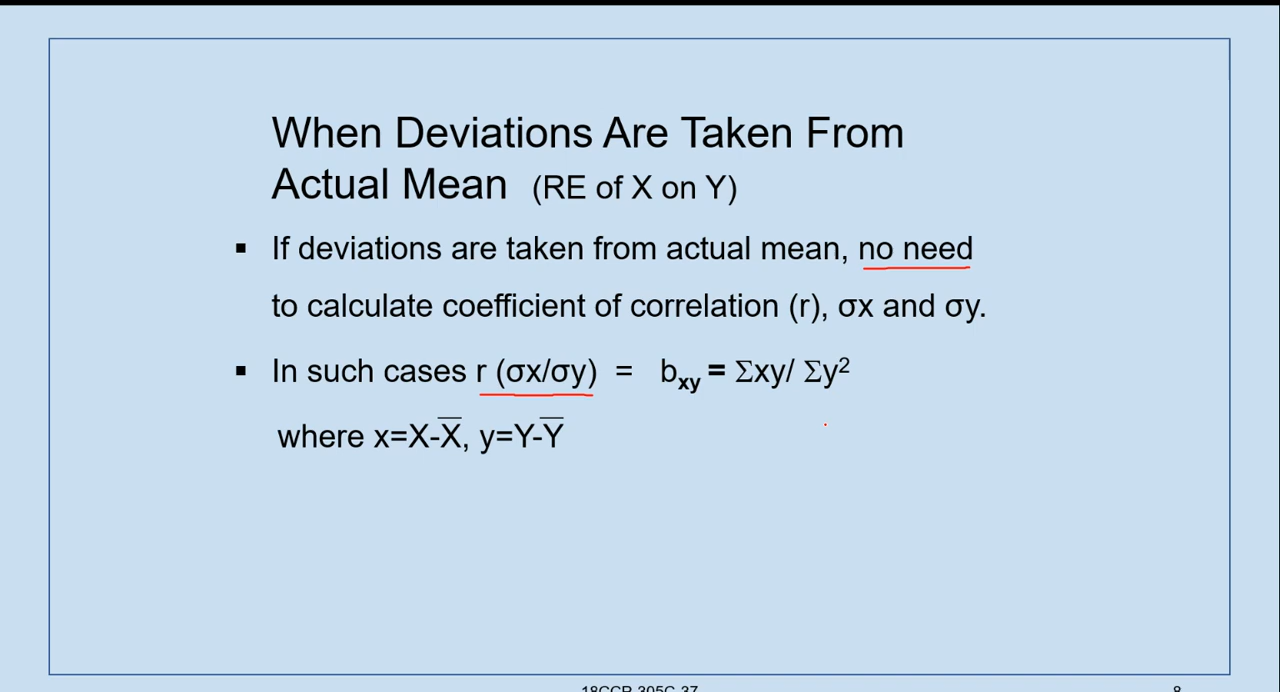 When Deviations Are Taken From
Actual Mean (RE of X on Y)
▪ If deviations are taken from actual mean, no need
to calculate coefficient of correlation (r), σx and σy.
▪ In such cases r (σx/σy) = bxy = Σxy/ Σy²
where x=X-X̅, y=Y-Y̅
18CCP-305C-37
8